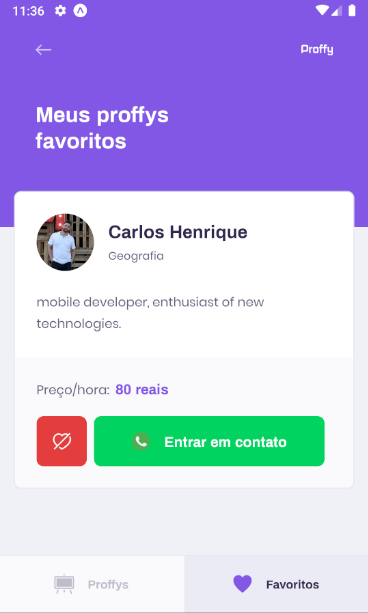 11:36
Proffy
Meus proffys
favoritos
Carlos Henrique
Geografia
mobile developer, enthusiast of new
technologies.
Preço/hora: 80 reais
Entrar em contato
Proffys
Favoritos